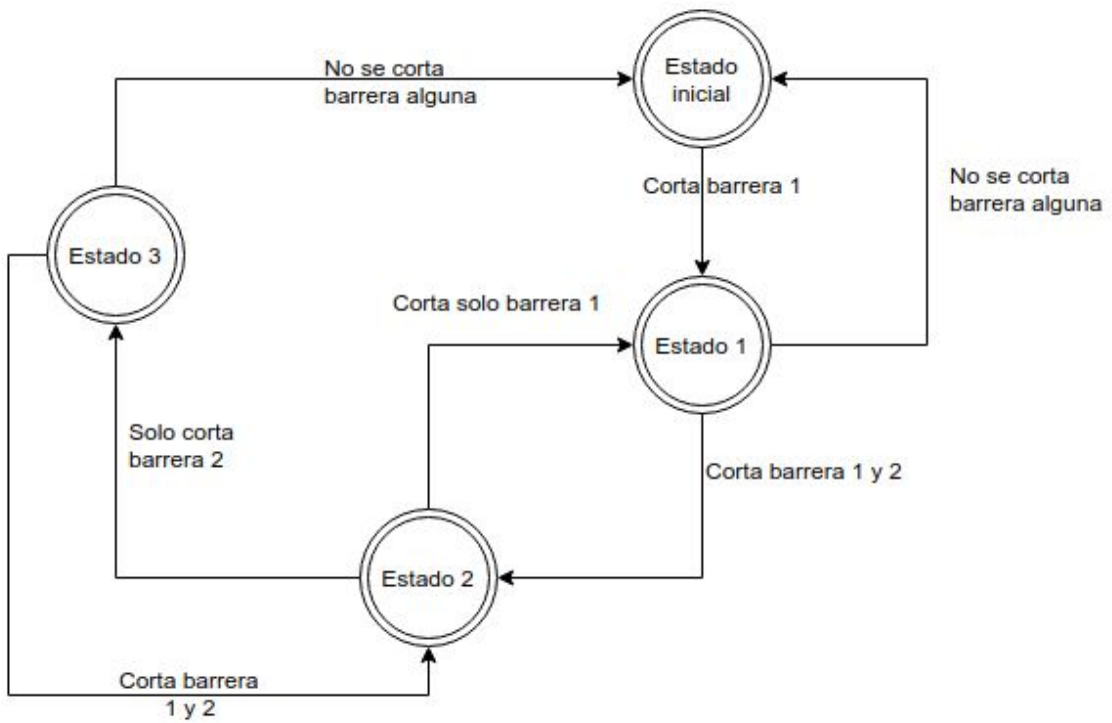 No se corta
barrera alguna
Estado
inicial
Corta barrera 1
No se corta
barrera alguna
Estado 3
Corta solo barrera 1
Estado 1
Solo corta
barrera 2
Corta barrera 1 y 2
Estado 2
Corta barrera
1 y 2